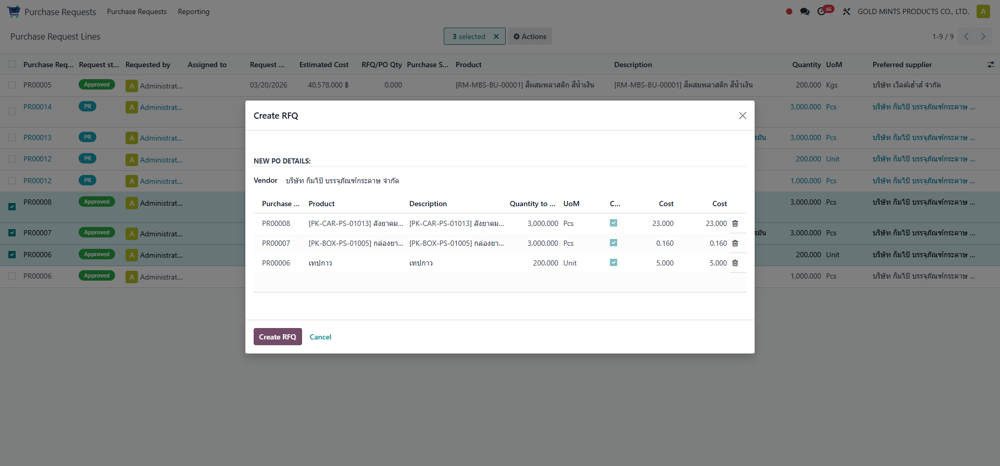 Purchase Requests Purchase Requests Reporting 46 GOLD MINTS PRODUCTS CO., LTD. A
Purchase Request Lines 3 selected Actions 1-9 / 9
Purchase Req... Request st... Requested by Assigned to Request ... Estimated Cost RFQ/PO Qty Purchase S... Product Description Quantity UoM Preferred supplier
PR00005 Approved A Administrat... 03/20/2026 40,578.000 ฿ 0.000 [RM-MBS-BU-00001] สีผสมพลาสติก สีน้ำเงิน [RM-MBS-BU-00001] สีผสมพลาสติก สีน้ำเงิน 200.000 Kgs บริษัท เวิลด์เฮ้าส์ จำกัด
PR00014 PR A Administrat... 3,000.000 Pcs บริษัท กิมไป๊ บรรจุภัณฑ์กระดาษ ...
PR00013 PR A Administrat... รมัน 3,000.000 Pcs บริษัท กิมไป๊ บรรจุภัณฑ์กระดาษ ...
PR00012 PR A Administrat... 200.000 Unit บริษัท กิมไป๊ บรรจุภัณฑ์กระดาษ ...
PR00012 PR A Administrat... 1,000.000 Pcs บริษัท กิมไป๊ บรรจุภัณฑ์กระดาษ ...
PR00008 Approved A Administrat... 3,000.000 Pcs บริษัท กิมไป๊ บรรจุภัณฑ์กระดาษ ...
PR00007 Approved A Administrat... รมัน 3,000.000 Pcs บริษัท กิมไป๊ บรรจุภัณฑ์กระดาษ ...
PR00006 Approved A Administrat... 200.000 Unit บริษัท กิมไป๊ บรรจุภัณฑ์กระดาษ ...
PR00006 Approved A Administrat... 1,000.000 Pcs บริษัท กิมไป๊ บรรจุภัณฑ์กระดาษ ...
Create RFQ
NEW PO DETAILS:
Vendor บริษัท กิมไป๊ บรรจุภัณฑ์กระดาษ จำกัด
Purchase ... Product Description Quantity to ... UoM C... Cost Cost
PR00008 [PK-CAR-PS-01013] ลังยาดม... [PK-CAR-PS-01013] ลังยาดม... 3,000.000 Pcs 23.000 23.000
PR00007 [PK-BOX-PS-01005] กล่องยา... [PK-BOX-PS-01005] กล่องยา... 3,000.000 Pcs 0.160 0.160
PR00006 เทปกาว เทปกาว 200.000 Unit 5.000 5.000
Create RFQ Cancel